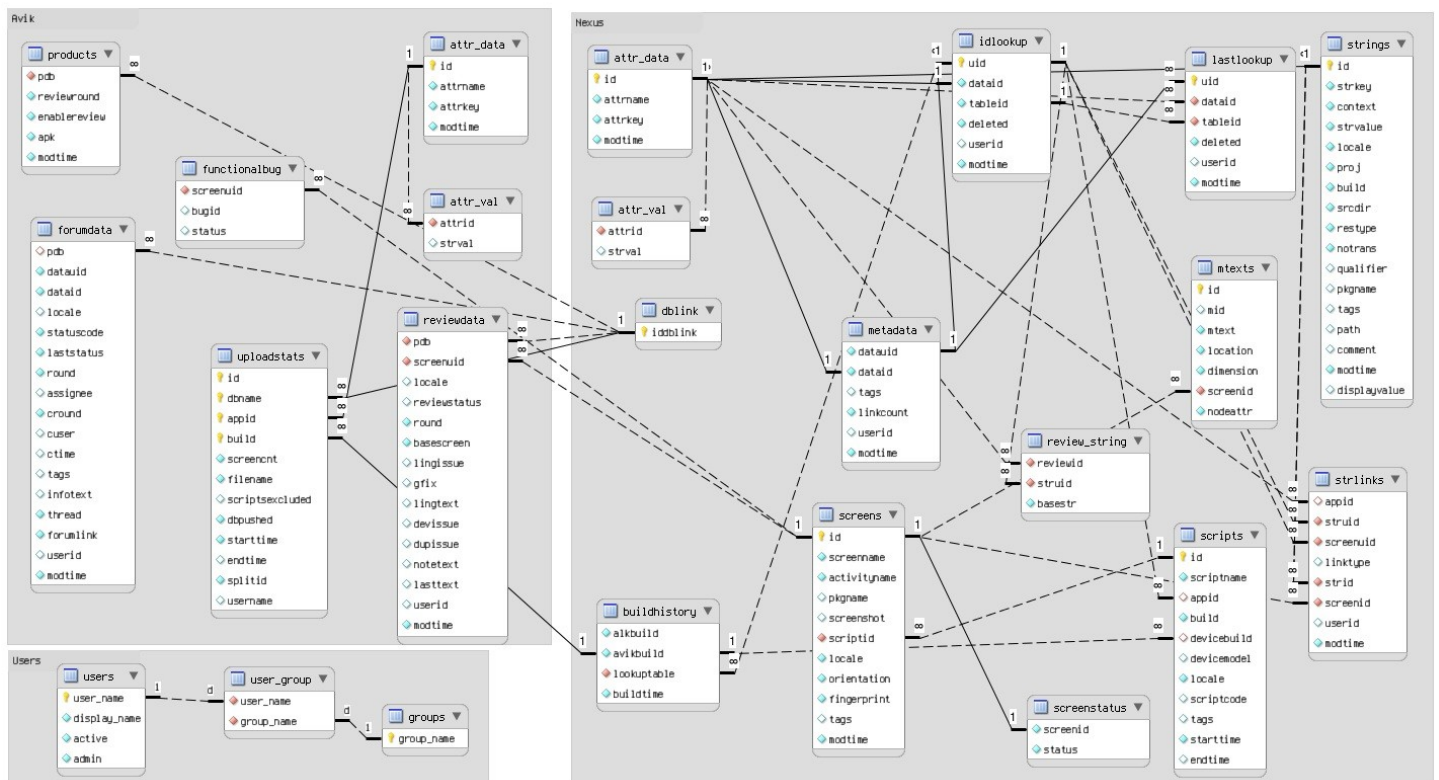 Avik
products
pdb
reviewround
enablereview
apk
modtime
attr_data
id
attrname
attrkey
modtime
functionalbug
screenuid
bugid
status
attr_val
attrid
strval
forumdata
pdb
datauid
dataid
locale
statuscode
laststatus
round
assignee
cround
cuser
ctime
tags
infotext
thread
forumlink
userid
modtime
uploadstats
id
dbname
appid
build
screencnt
filename
scriptsexcluded
dbpushed
starttime
endtime
splitid
username
reviewdata
pdb
screenuid
locale
reviewstatus
round
basescreen
lingissue
gfix
lingtext
devissue
dupissue
notetext
lasttext
userid
modtime
dblink
iddblink
Users
users
user_name
display_name
active
admin
user_group
user_name
group_name
groups
group_name
Nexus
attr_data
id
attrname
attrkey
modtime
attr_val
attrid
strval
idlookup
uid
dataid
tableid
deleted
userid
modtime
lastlookup
uid
dataid
tableid
deleted
userid
modtime
strings
id
strkey
context
strvalue
locale
proj
build
srcdir
restype
notrans
qualifier
pkgname
tags
path
comment
modtime
displayvalue
mtexts
id
mid
mtext
location
dimension
screenid
nodeattr
metadata
datauid
dataid
tags
linkcount
userid
modtime
review_string
reviewid
struid
basestr
strlinks
appid
struid
screenuid
linktype
strid
screenid
userid
modtime
screens
id
screenname
activityname
pkgname
screenshot
scriptid
locale
orientation
fingerprint
tags
modtime
scripts
id
scriptname
appid
build
devicebuild
devicemodel
locale
scriptcode
tags
starttime
endtime
buildhistory
alkbuild
avikbuild
lookuptable
buildtime
screenstatus
screenid
status